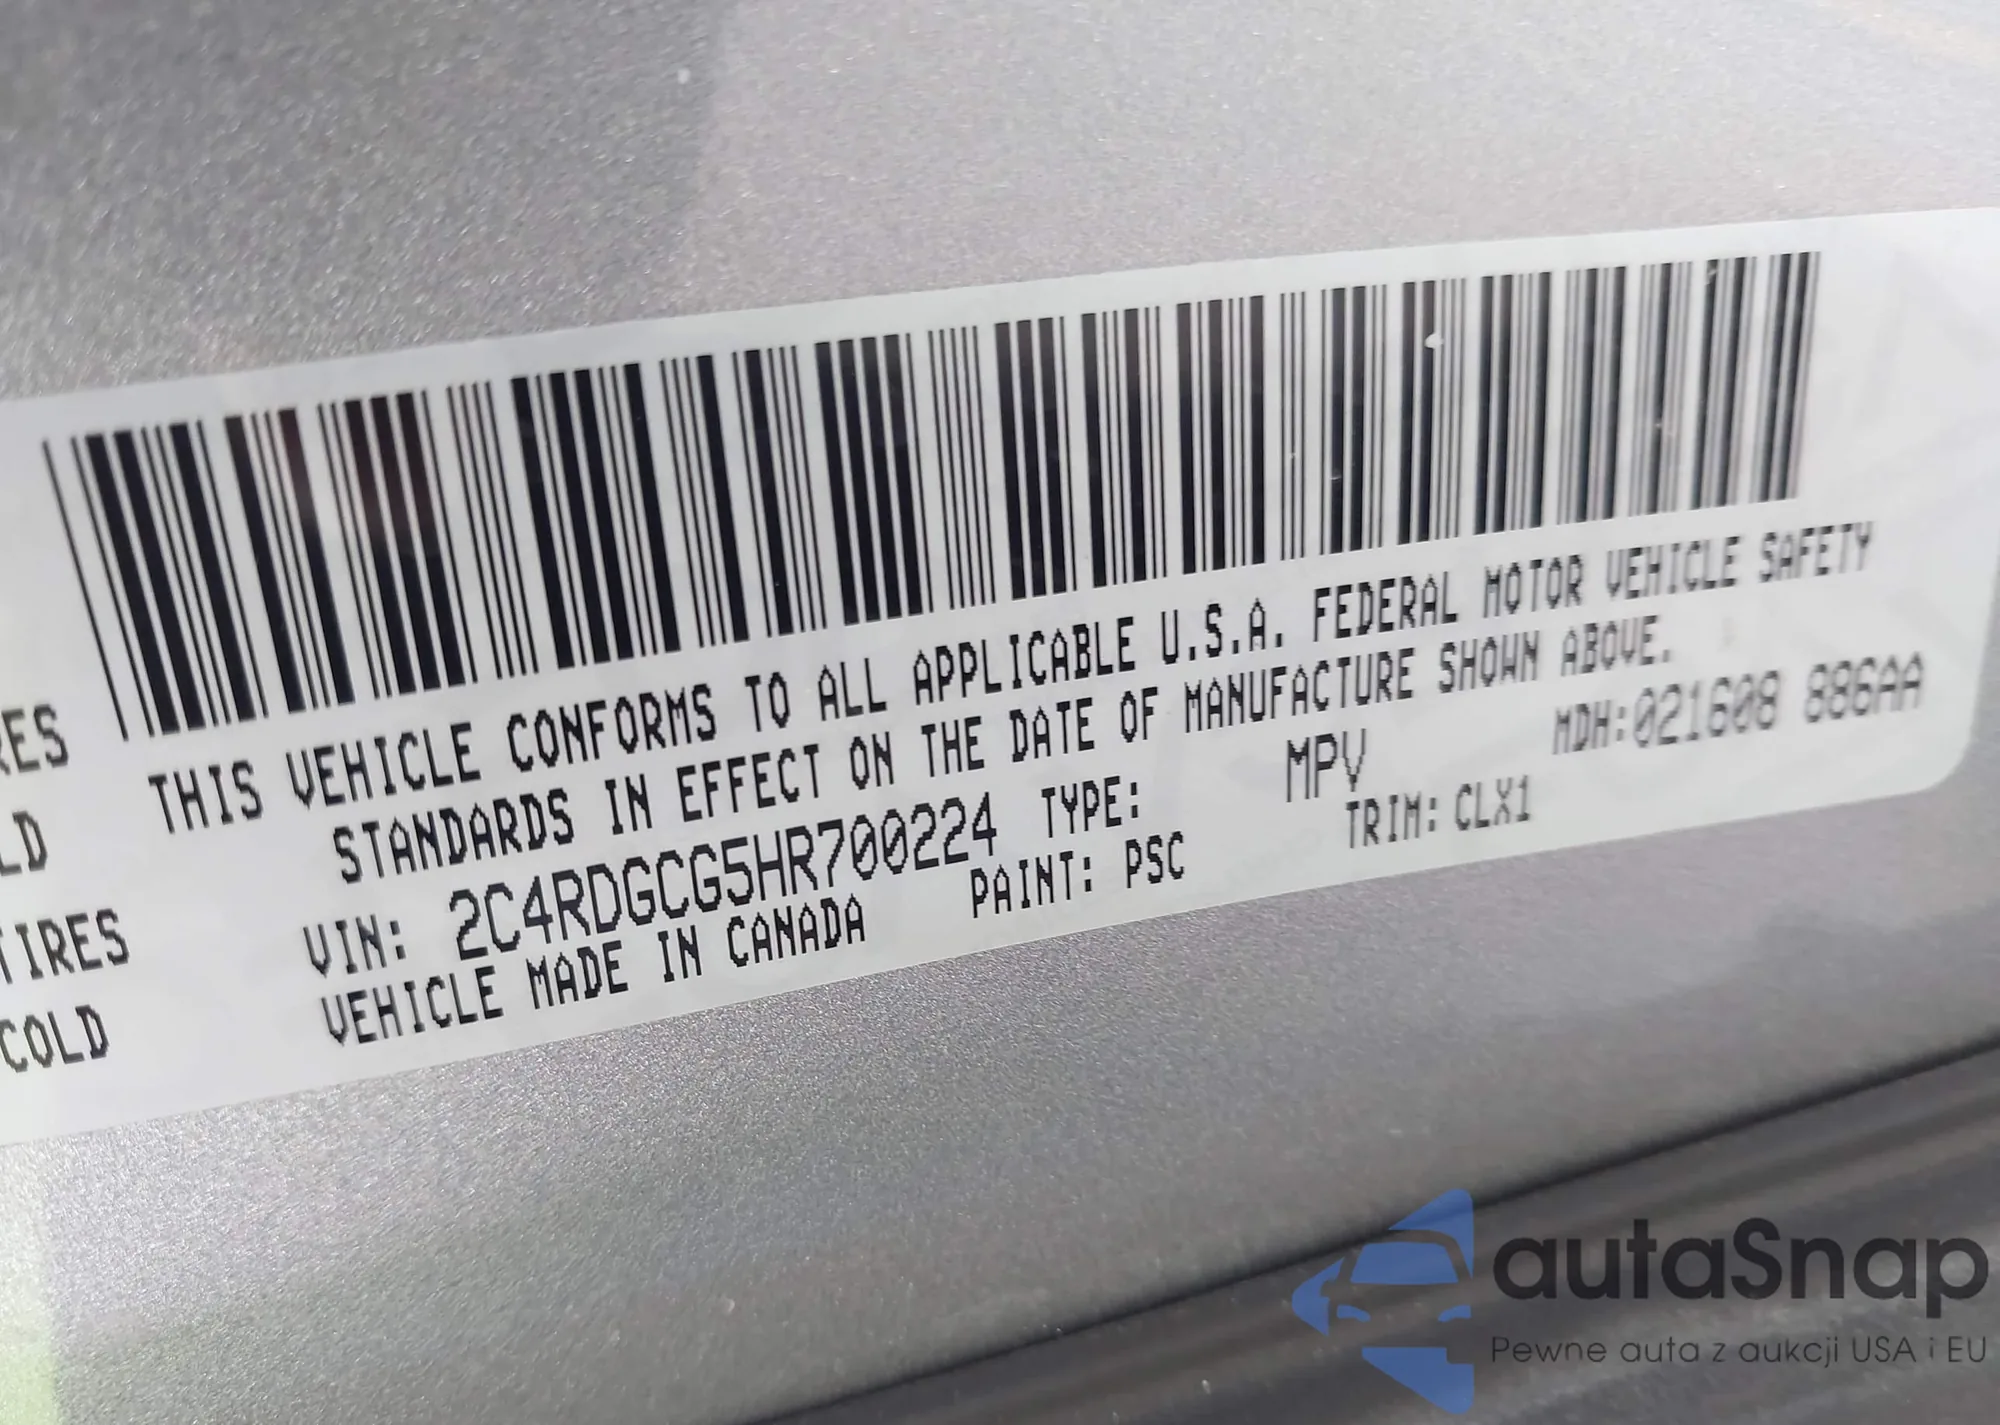 RES
LD
TIRES
COLD
THIS VEHICLE CONFORMS TO ALL APPLICABLE U.S.A. FEDERAL MOTOR VEHICLE SAFETY
STANDARDS IN EFFECT ON THE DATE OF MANUFACTURE SHOWN ABOVE.
MDH:021608 886AA
VIN: 2C4RDGCG5HR700224 TYPE: MPV
VEHICLE MADE IN CANADA PAINT: PSC TRIM: CLX1
autaSnap
Pewne auta z aukcji USA i EU